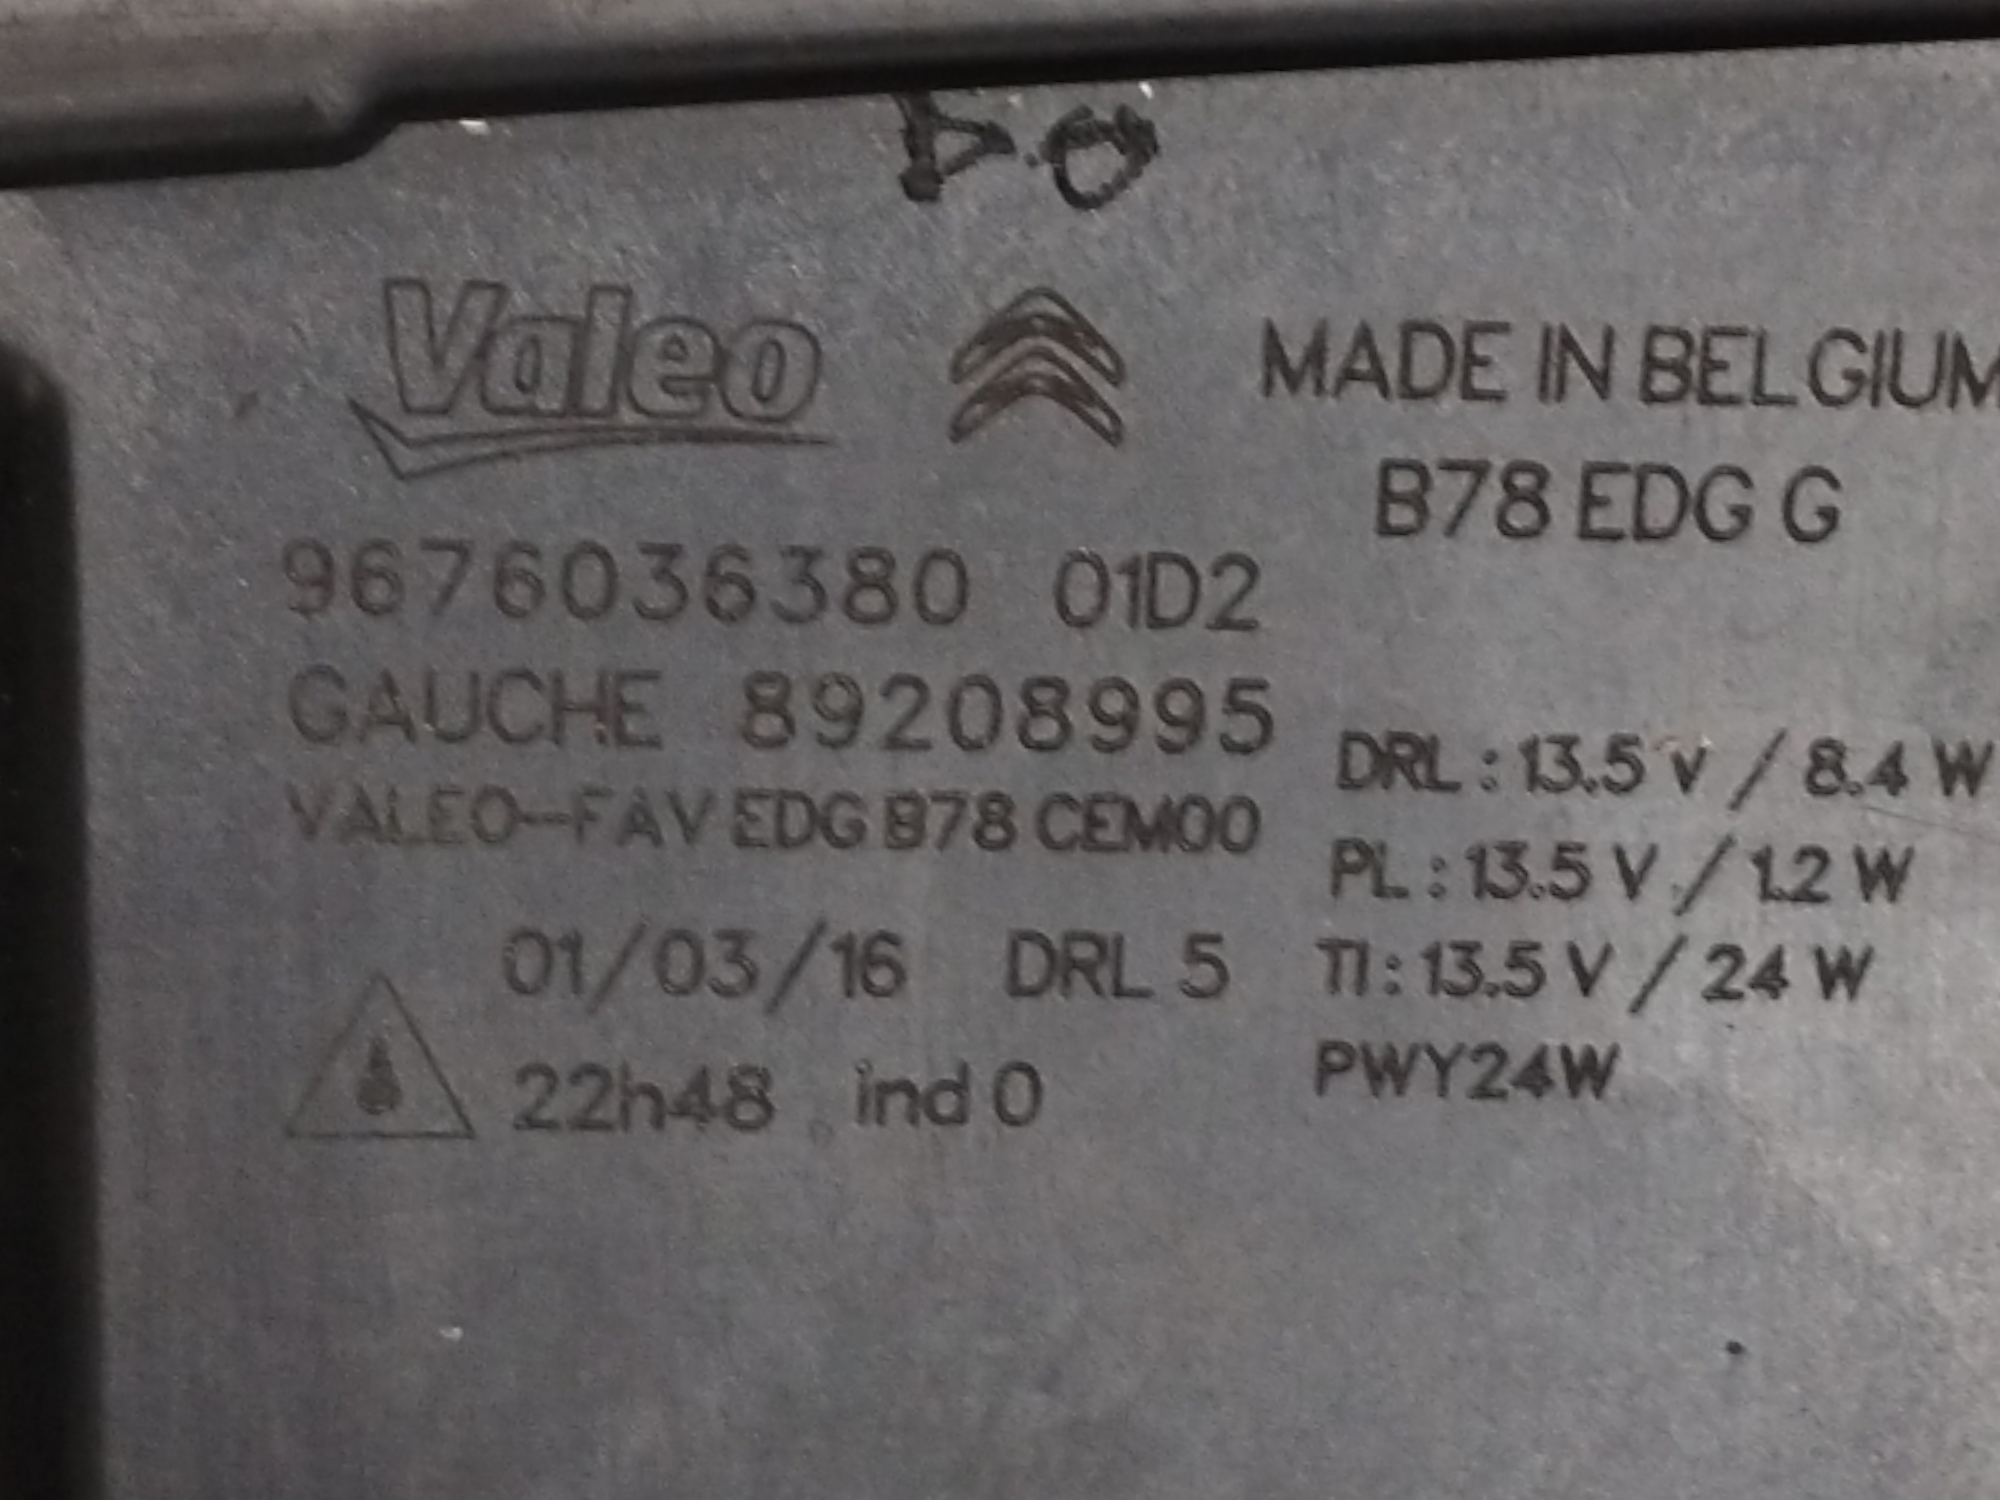 Valeo
MADE IN BELGIUM
B78 EDG G
9676036380 01D2
GAUCHE 89208995
VALEO-FAV EDG B78 CEM00
01/03/16 DRL 5
22h48 ind 0
DRL : 13.5 V / 8.4 W
PL : 13.5 V / 1.2 W
TI : 13.5 V / 24 W
PWY24W